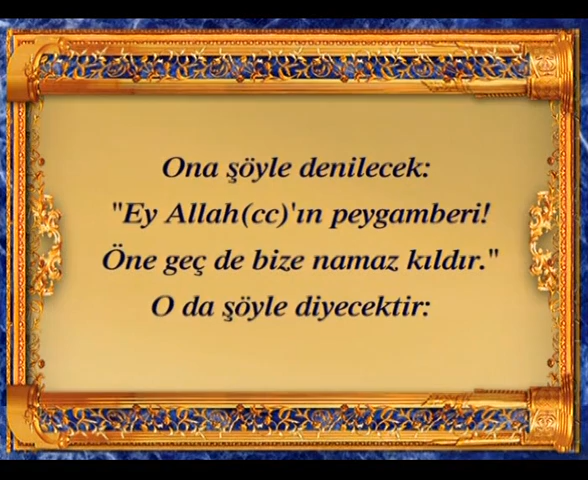 Ona şöyle denilecek:
"Ey Allah(cc)'ın peygamberi!
Öne geç de bize namaz kıldır."
O da şöyle diyecektir: